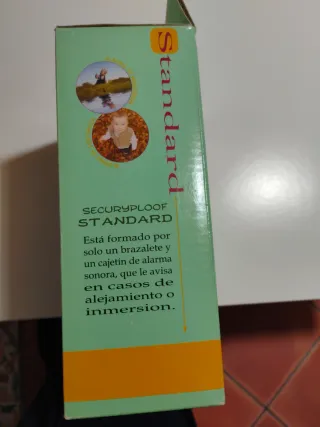 Standard
SECURYPLOOF
STANDARD
Está formado por
solo un brazalete y
un cajetín de alarma
sonora, que le avisa
en casos de
alejamiento o
inmersion.